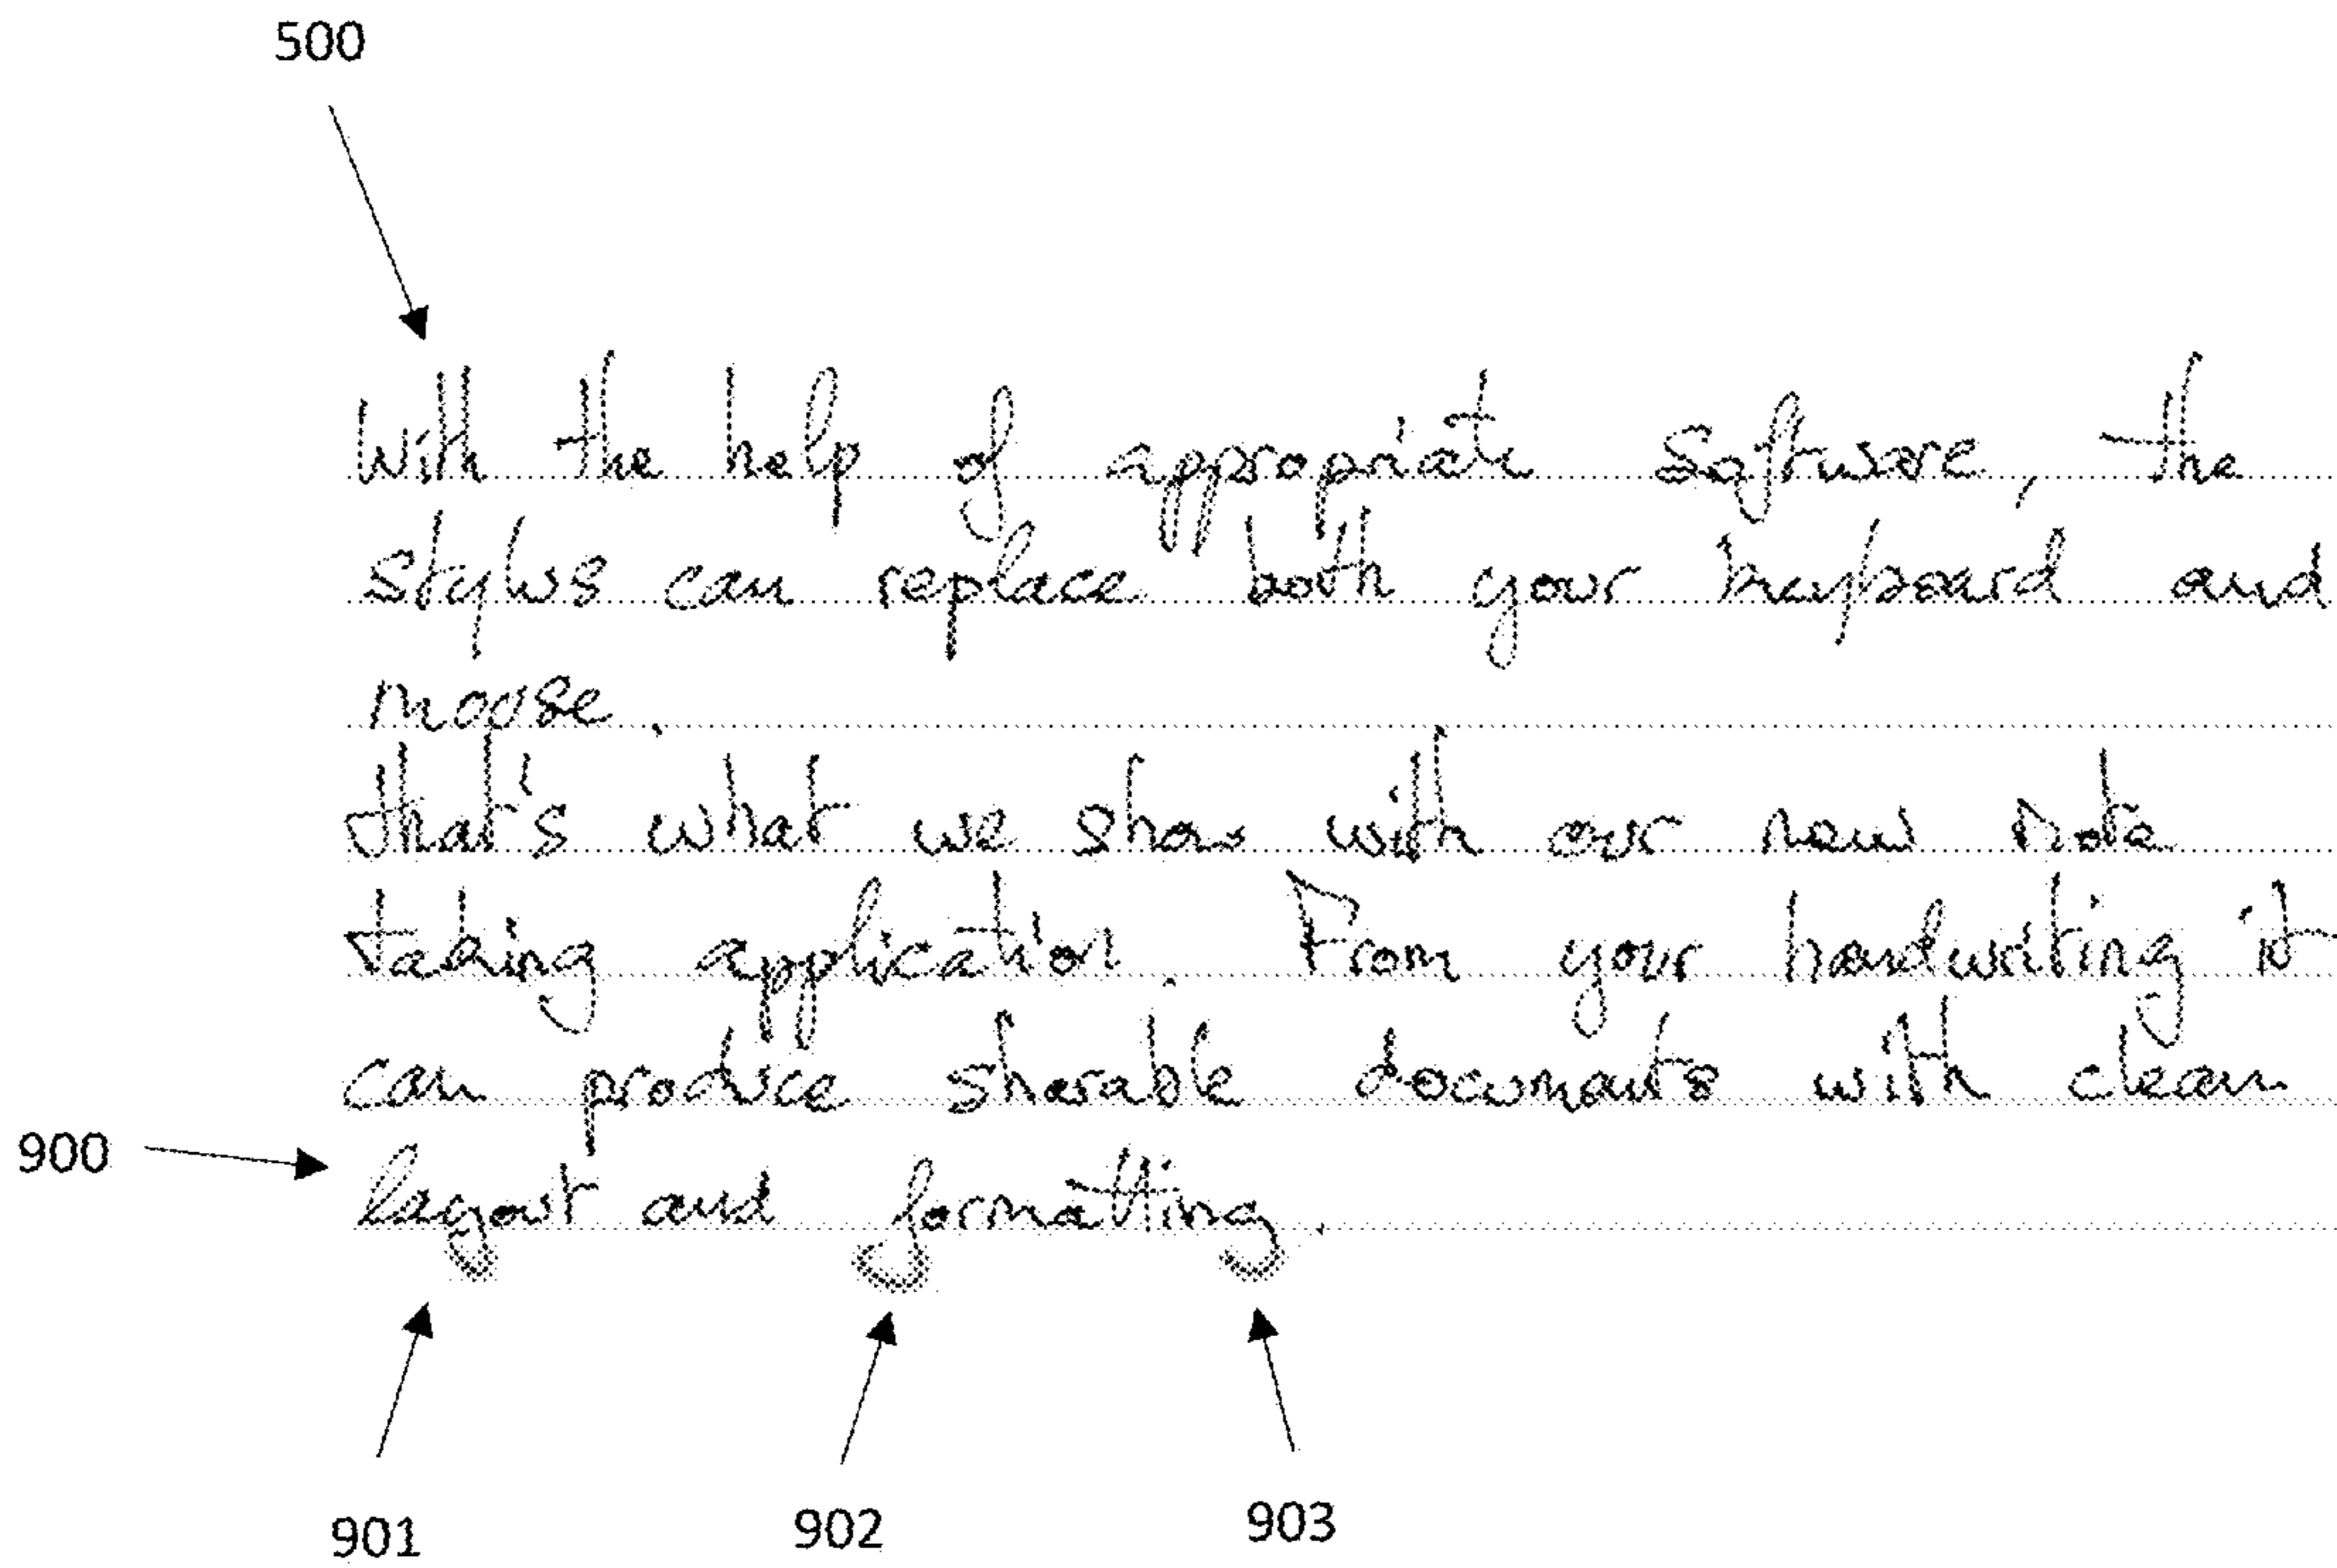 500
With the help of appropriate software, the
stylus can replace both your keyboard and
mouse.
that's what we show with our new note
taking application. From your handwriting it
can produce sharable documents with clean
900
layout and formatting.
901 902 903